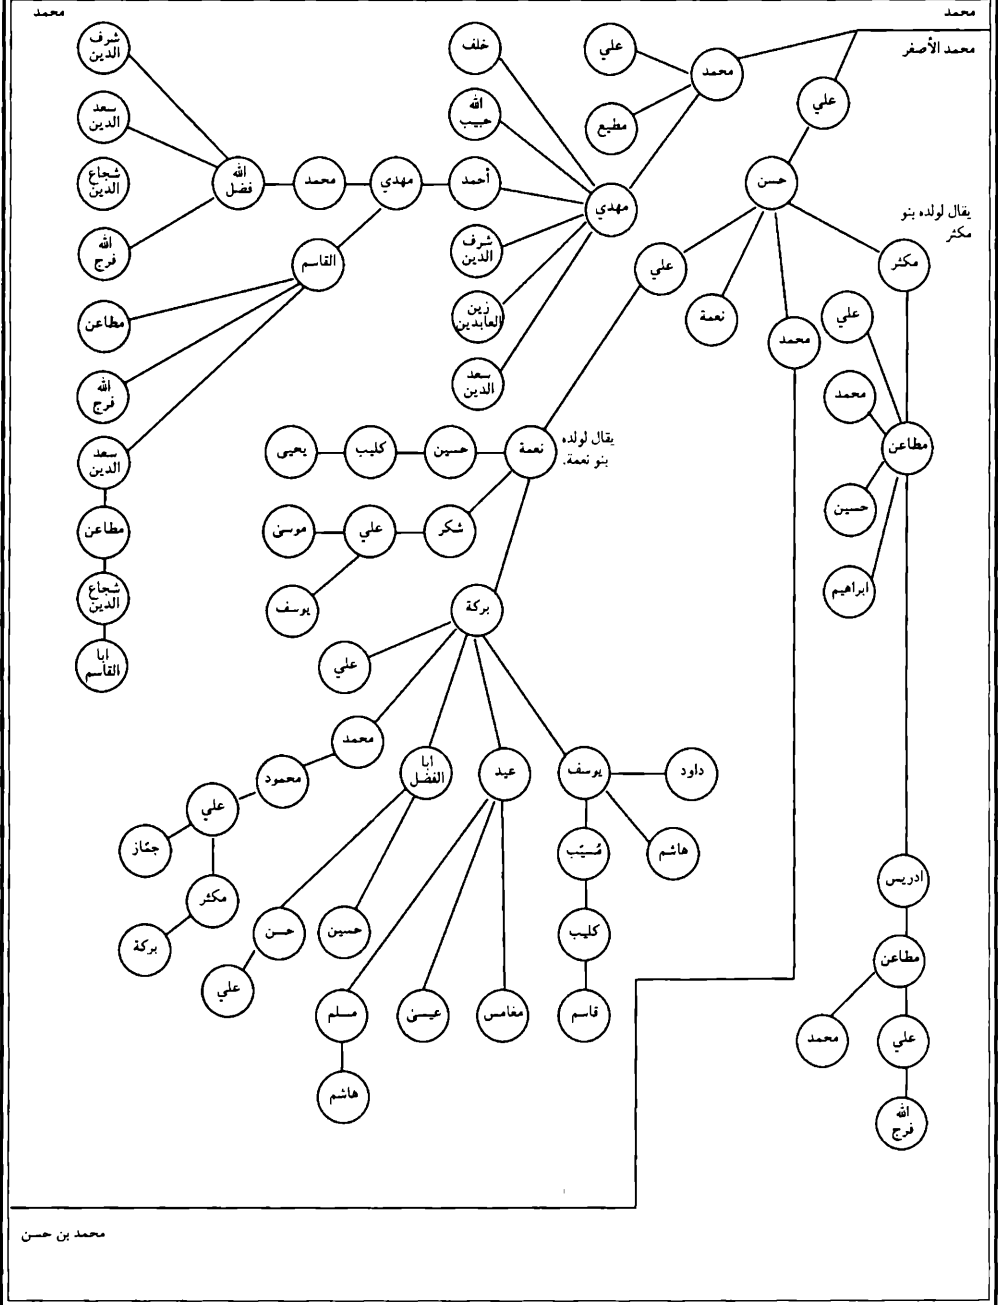 محمد
محمد
محمد الأصفر
علي
محمد
علي
مطيع
مهدي
خلف
الله
حبيب
أحمد
شرف
الدين
زين
العابدين
سعد
الدين
مهدي
محمد
الله
فضل
شرف
الدين
سعد
الدين
شجاع
الدين
الله
فرج
القاسم
مطاعن
الله
فرج
سعد
الدين
مطاعن
شجاع
الدين
ابا
القاسم
حسن
يقال لولده بنو
مكثر
مكثر
محمد
نعمة
علي
مطاعن
علي
محمد
حسين
ابراهيم
ادريس
مطاعن
محمد
علي
الله
فرج
يقال لولده
بنو نعمة.
نعمة
حسين
كليب
يحيى
شكر
علي
موسىٰ
يوسف
بركة
علي
محمد
محمود
علي
جمّاز
مكثر
بركة
ابا
الفضل
حسين
حسن
علي
عيد
مغامس
عيسىٰ
مسلم
هاشم
يوسف
داود
هاشم
مُسيّب
كليب
قاسم
محمد بن حسن